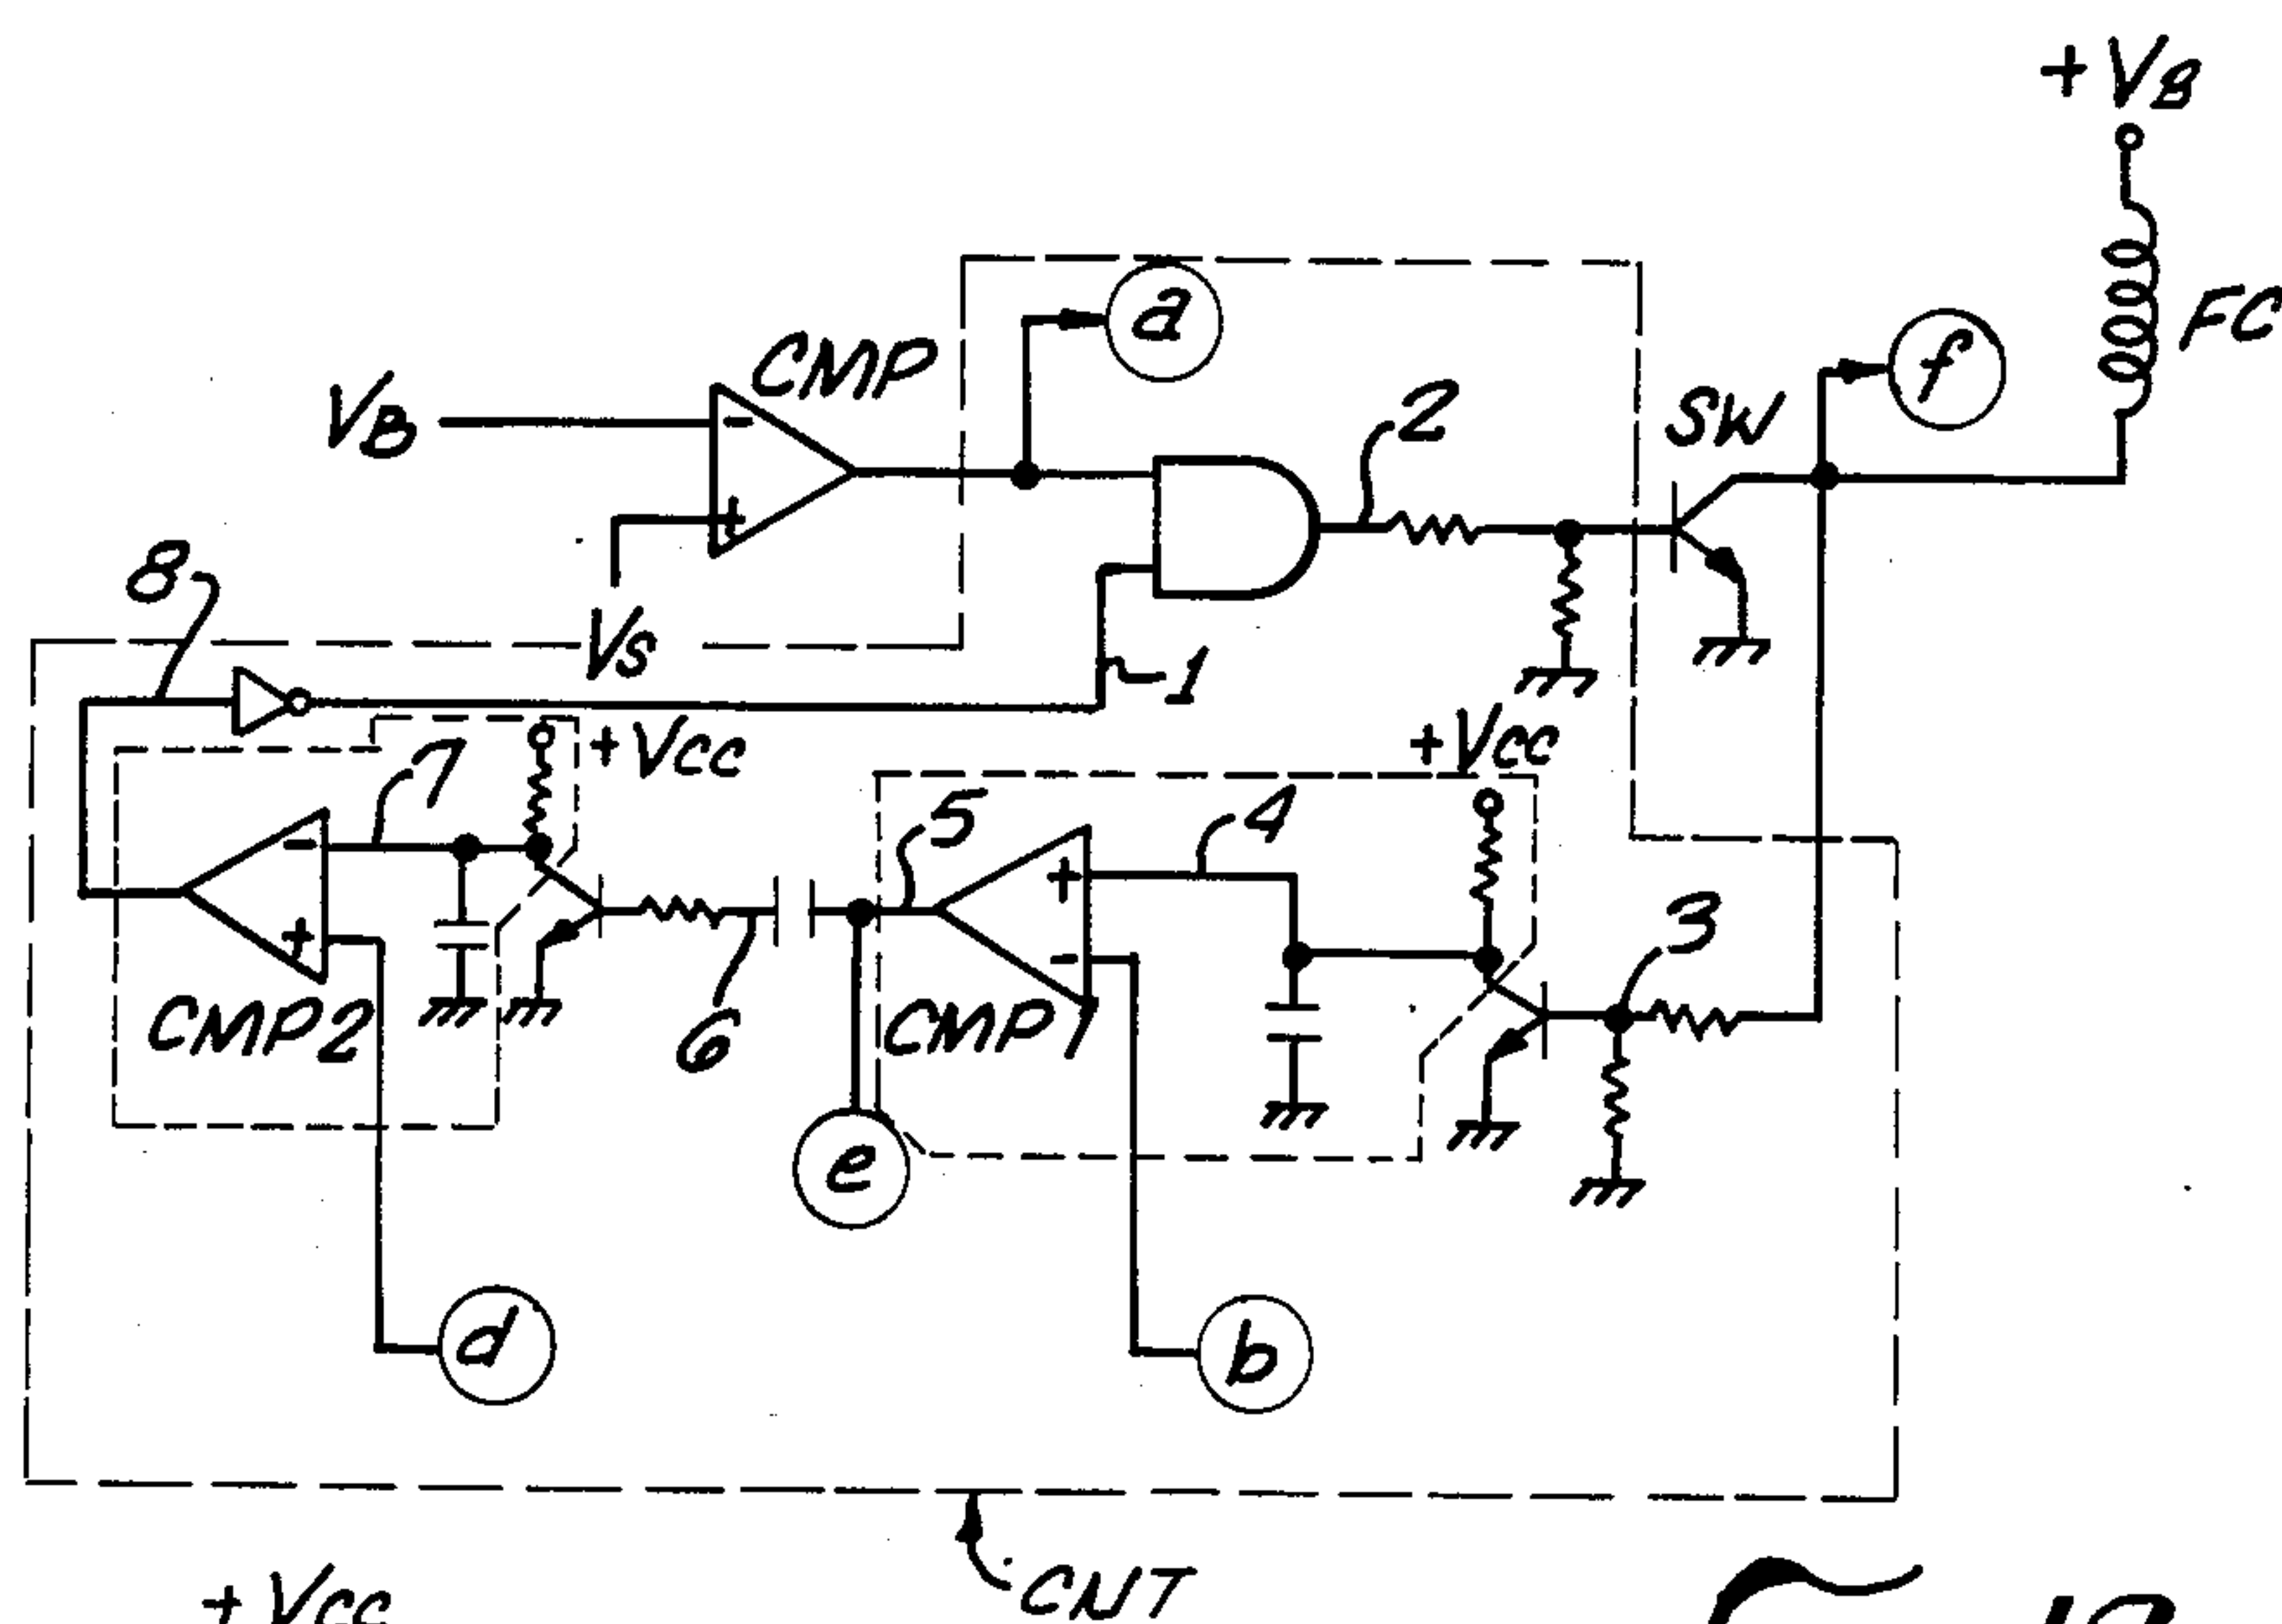 +VB
a
FC
CMP
f
VB
-
2
SW
+
8
VS
1
+VCC
+VCC
7
5
4
-
+
3
+
-
CMP2
6
CMP1
e
d
b
CNT
+VCC